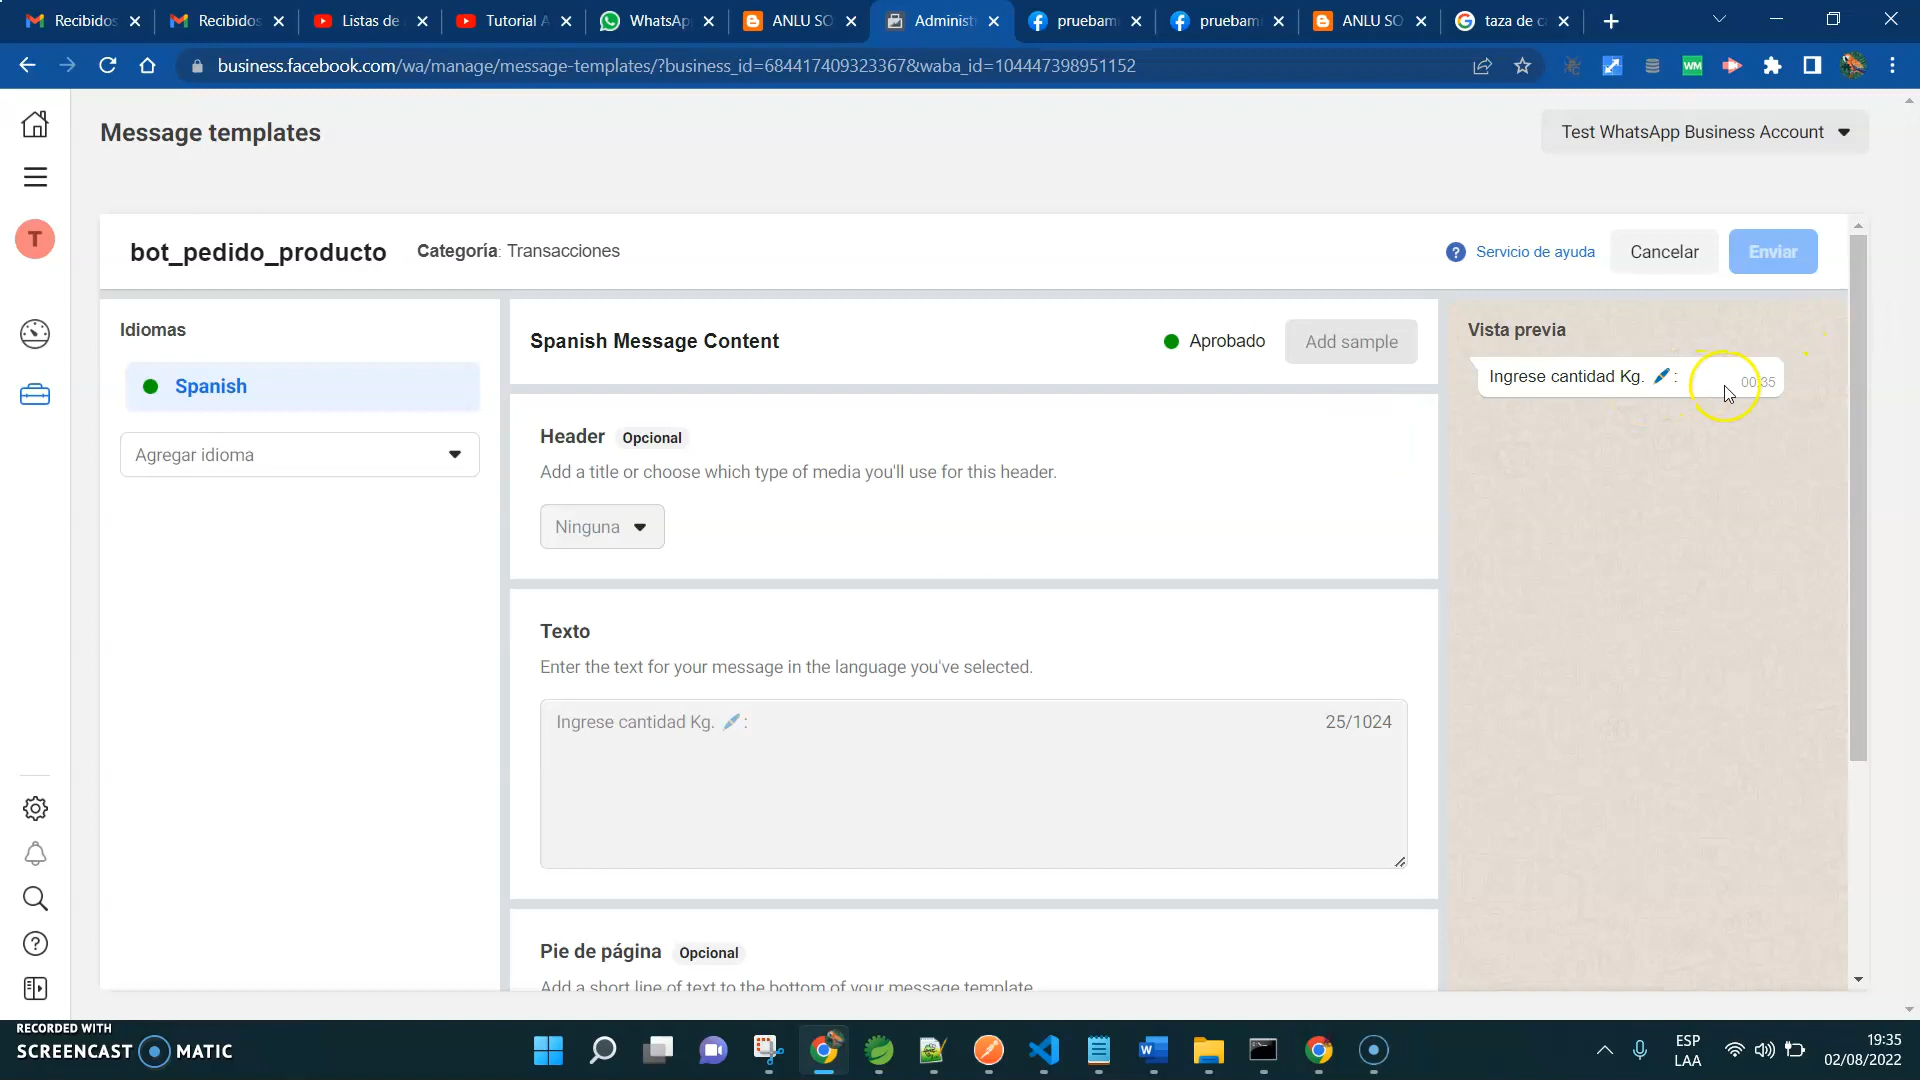 Recibidos
Recibidos
Listas de
Tutorial A
WhatsAp
ANLU SO
Administ
pruebam
pruebam
ANLU SO
taza de c
business.facebook.com/wa/manage/message-templates/?business_id=684417409323367&waba_id=104447398951152
WM
Message templates
Test WhatsApp Business Account
T
bot_pedido_producto
Categoría: Transacciones
? Servicio de ayuda
Cancelar
Enviar
Idiomas
Spanish
Agregar idioma
Spanish Message Content
Aprobado
Add sample
Header Opcional
Add a title or choose which type of media you'll use for this header.
Ninguna
Texto
Enter the text for your message in the language you've selected.
Ingrese cantidad Kg. 🖌️:
25/1024
Pie de página Opcional
Add a short line of text to the bottom of your message template
Vista previa
Ingrese cantidad Kg. 🖌️:
00:35
RECORDED WITH
SCREENCAST MATIC
ESP
LAA
19:35
02/08/2022